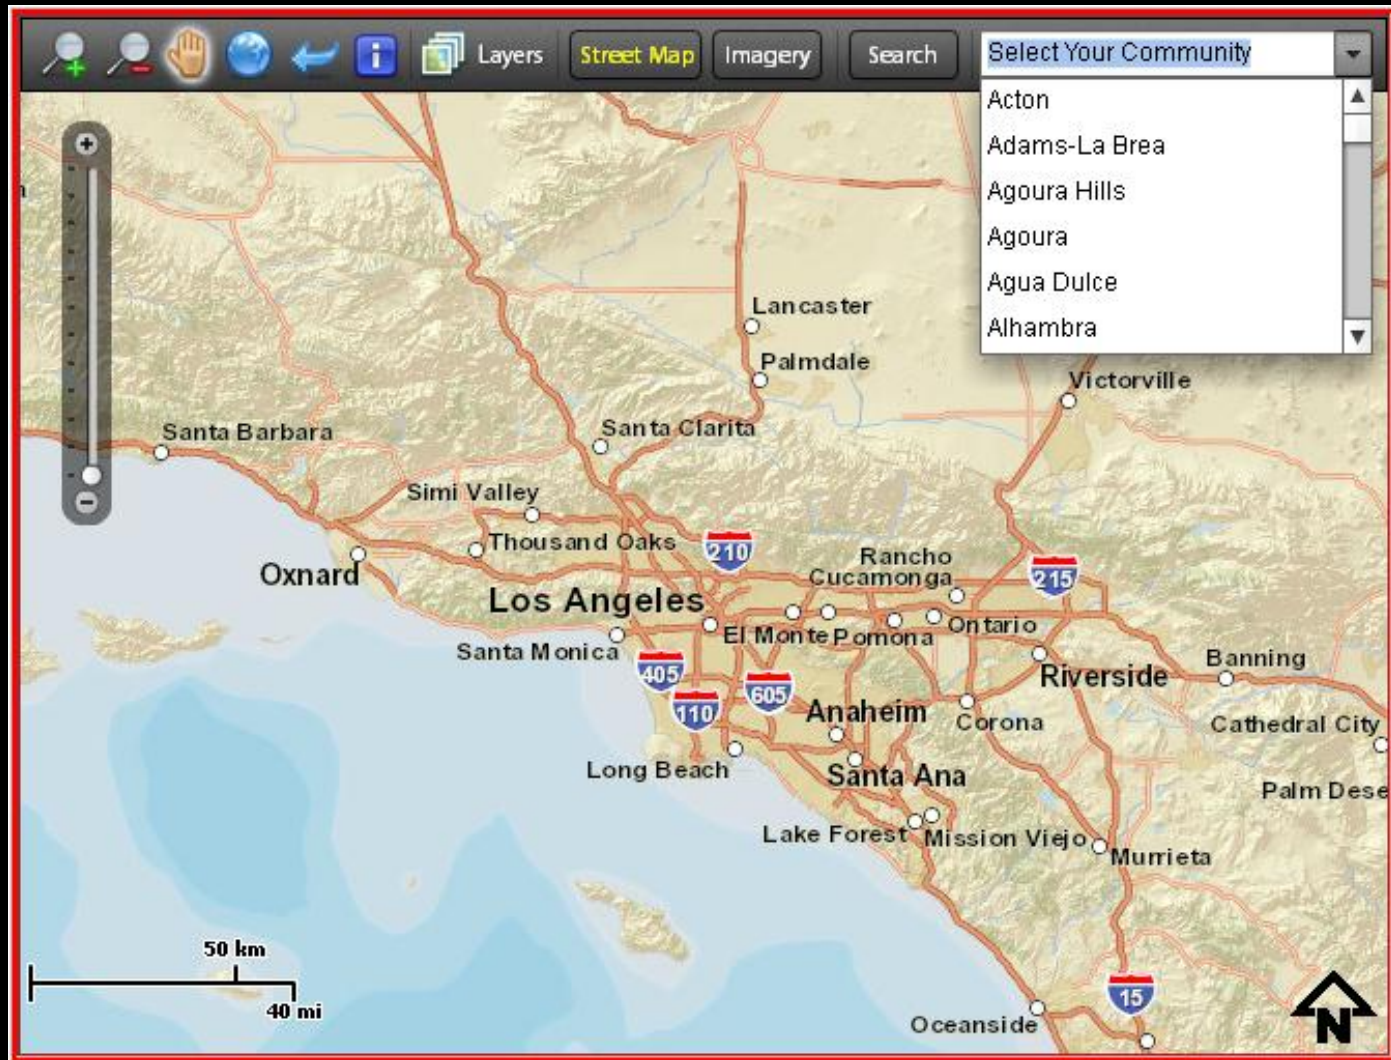 Layers
Street Map
Imagery
Search
Select Your Community
Acton
Adams-La Brea
Agoura Hills
Agoura
Agua Dulce
Alhambra
Lancaster
Palmdale
Victorville
Santa Barbara
Santa Clarita
Simi Valley
Thousand Oaks
210
Rancho
Cucamonga
215
Oxnard
Los Angeles
El Monte
Pomona
Ontario
Santa Monica
405
605
110
Riverside
Banning
Anaheim
Corona
Cathedral City
Long Beach
Santa Ana
Palm Dese
Lake Forest
Mission Viejo
Murrieta
50 km
40 mi
15
Oceanside
N